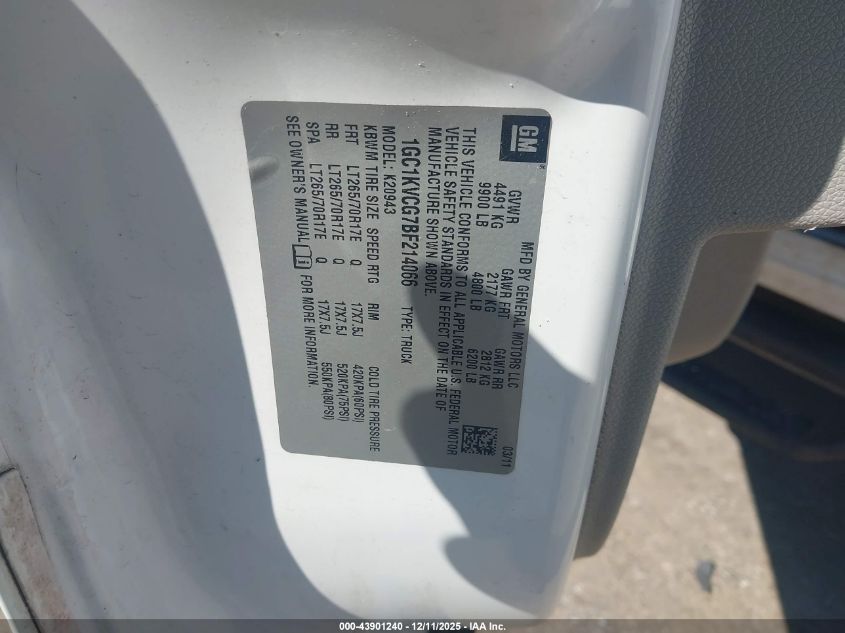 GM
MFD BY GENERAL MOTORS LLC 03/11
GVWR GAWR FRT GAWR RR
4491 KG 2177 KG 2812 KG
9900 LB 4800 LB 6200 LB
THIS VEHICLE CONFORMS TO ALL APPLICABLE U.S. FEDERAL MOTOR
VEHICLE SAFETY STANDARDS IN EFFECT ON THE DATE OF
MANUFACTURE SHOWN ABOVE.
1GC1KVCG7BF214066 TYPE: TRUCK
MODEL: K20943
KBWM TIRE SIZE SPEED RTG RIM COLD TIRE PRESSURE
FRT LT265/70R17E Q 17X7.5J 420KPA(60PSI)
RR LT265/70R17E Q 17X7.5J 520KPA(75PSI)
SPA LT265/70R17E Q 17X7.5J 550KPA(80PSI)
SEE OWNER'S MANUAL FOR MORE INFORMATION.
000-43901240 - 12/11/2025 - IAA Inc.